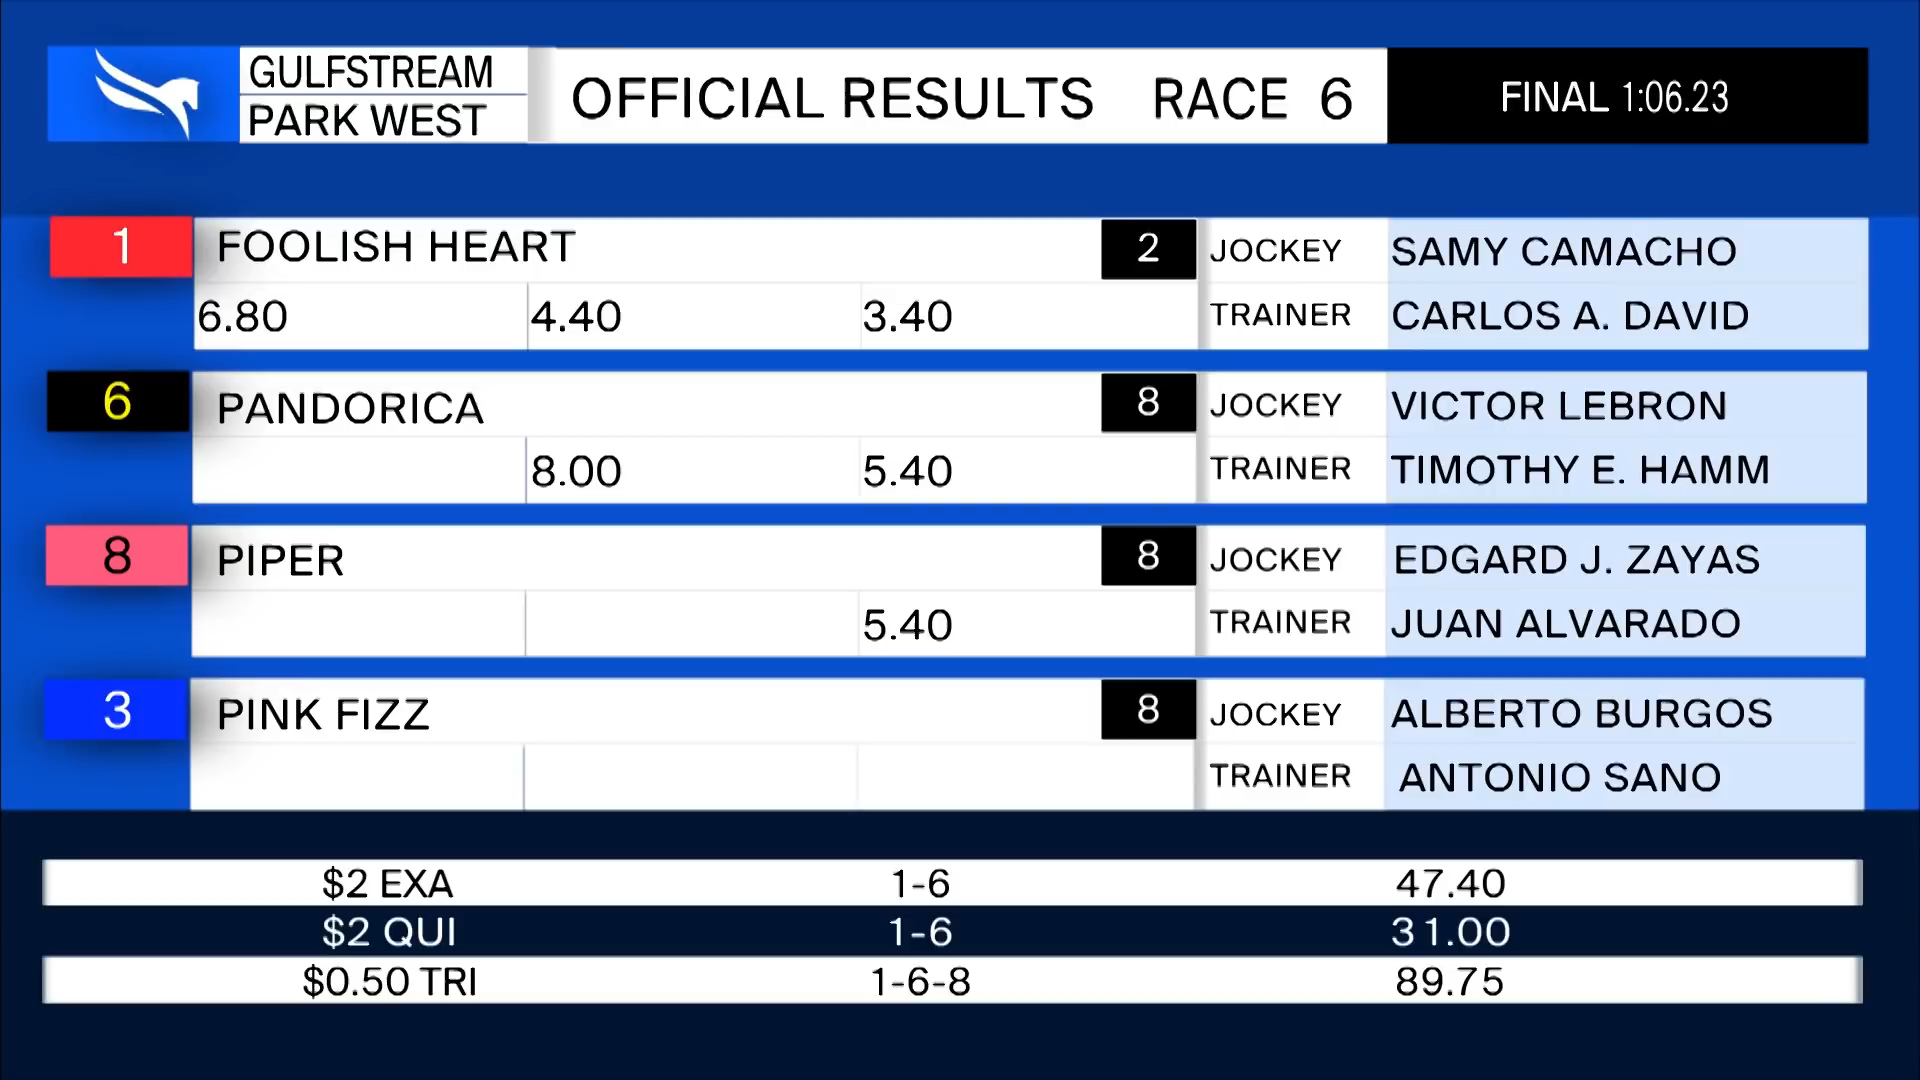 GULFSTREAM
PARK WEST
OFFICIAL RESULTS RACE 6
FINAL 1:06.23
1 FOOLISH HEART 2 JOCKEY SAMY CAMACHO
6.80 4.40 3.40 TRAINER CARLOS A. DAVID
6 PANDORICA 8 JOCKEY VICTOR LEBRON
8.00 5.40 TRAINER TIMOTHY E. HAMM
8 PIPER 8 JOCKEY EDGARD J. ZAYAS
5.40 TRAINER JUAN ALVARADO
3 PINK FIZZ 8 JOCKEY ALBERTO BURGOS
TRAINER ANTONIO SANO
$2 EXA 1-6 47.40
$2 QUI 1-6 31.00
$0.50 TRI 1-6-8 89.75